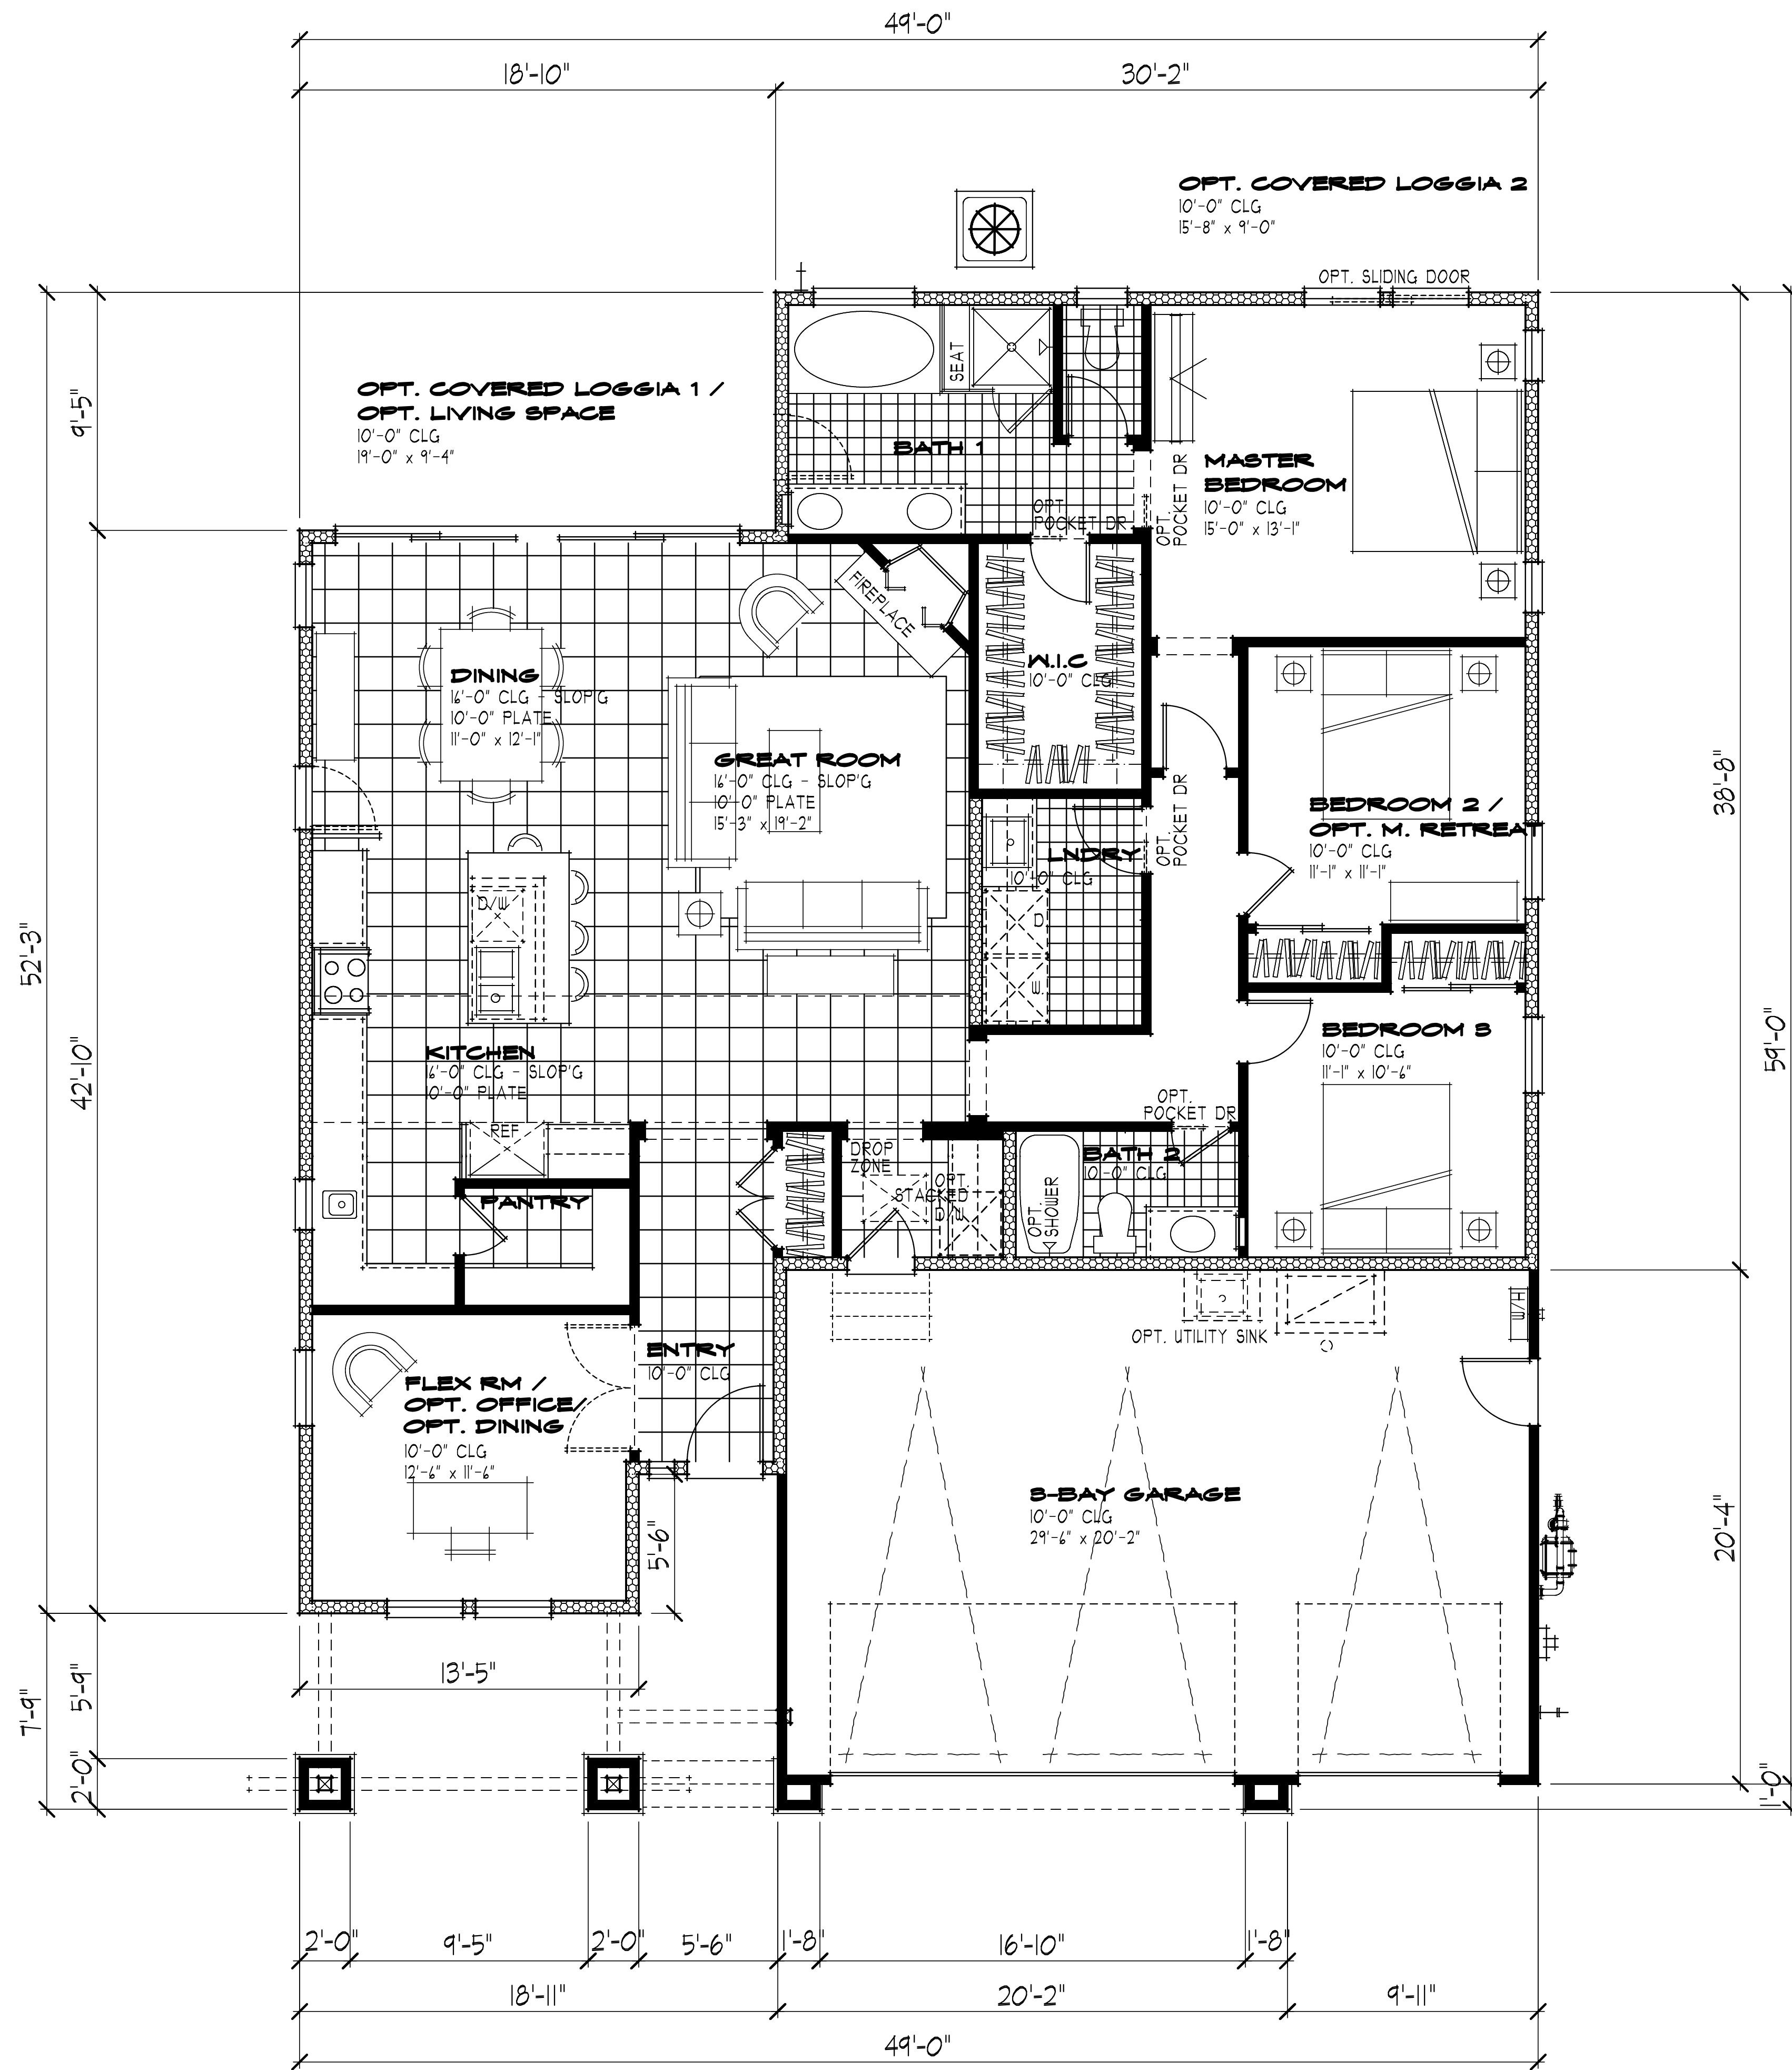 49'-0"
18'-10"
30'-2"
OPT. COVERED LOGGIA 2
10'-0" CLG
15'-8" x 9'-0"
OPT. SLIDING DOOR
OPT. COVERED LOGGIA 1 /
OPT. LIVING SPACE
10'-0" CLG
19'-0" x 9'-4"
9'-5"
SEAT
BATH 1
OPT.
POCKET DR
OPT.
POCKET DR
MASTER
BEDROOM
10'-0" CLG
15'-0" x 13'-1"
FIREPLACE
DINING
16'-0" CLG - SLOP'G
10'-0" PLATE
11'-0" x 12'-1"
GREAT ROOM
16'-0" CLG - SLOP'G
10'-0" PLATE
15'-3" x 19'-2"
W.I.C
10'-0" CLG
OPT.
POCKET DR
BEDROOM 2 /
OPT. M. RETREAT
10'-0" CLG
11'-1" x 11'-1"
38'-8"
LNDRY
10'-0" CLG
D
W.
D/W
52'-3"
42'-10"
59'-0"
KITCHEN
16'-0" CLG - SLOP'G
10'-0" PLATE
REF
BEDROOM 3
10'-0" CLG
11'-1" x 10'-6"
OPT.
POCKET DR
PANTRY
DROP
ZONE
OPT.
STACKED
D/W
OPT.
SHOWER
BATH 2
10'-0" CLG
OPT. UTILITY SINK
W/H
ENTRY
10'-0" CLG
FLEX RM /
OPT. OFFICE/
OPT. DINING
10'-0" CLG
12'-6" x 11'-6"
3-BAY GARAGE
10'-0" CLG
29'-6" x 20'-2"
5'-6"
20'-4"
13'-5"
7'-9"
5'-9"
2'-0"
1'-0"
2'-0"
9'-5"
2'-0"
5'-6"
1'-8"
16'-10"
1'-8"
18'-11"
20'-2"
9'-11"
49'-0"